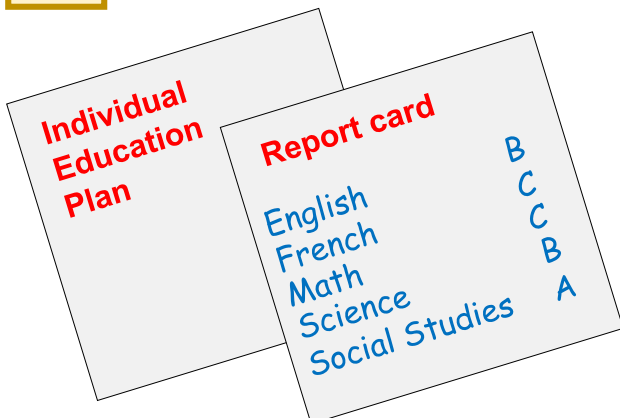 Individual
Education
Plan
Report card
English B
French C
Math C
Science B
Social Studies A